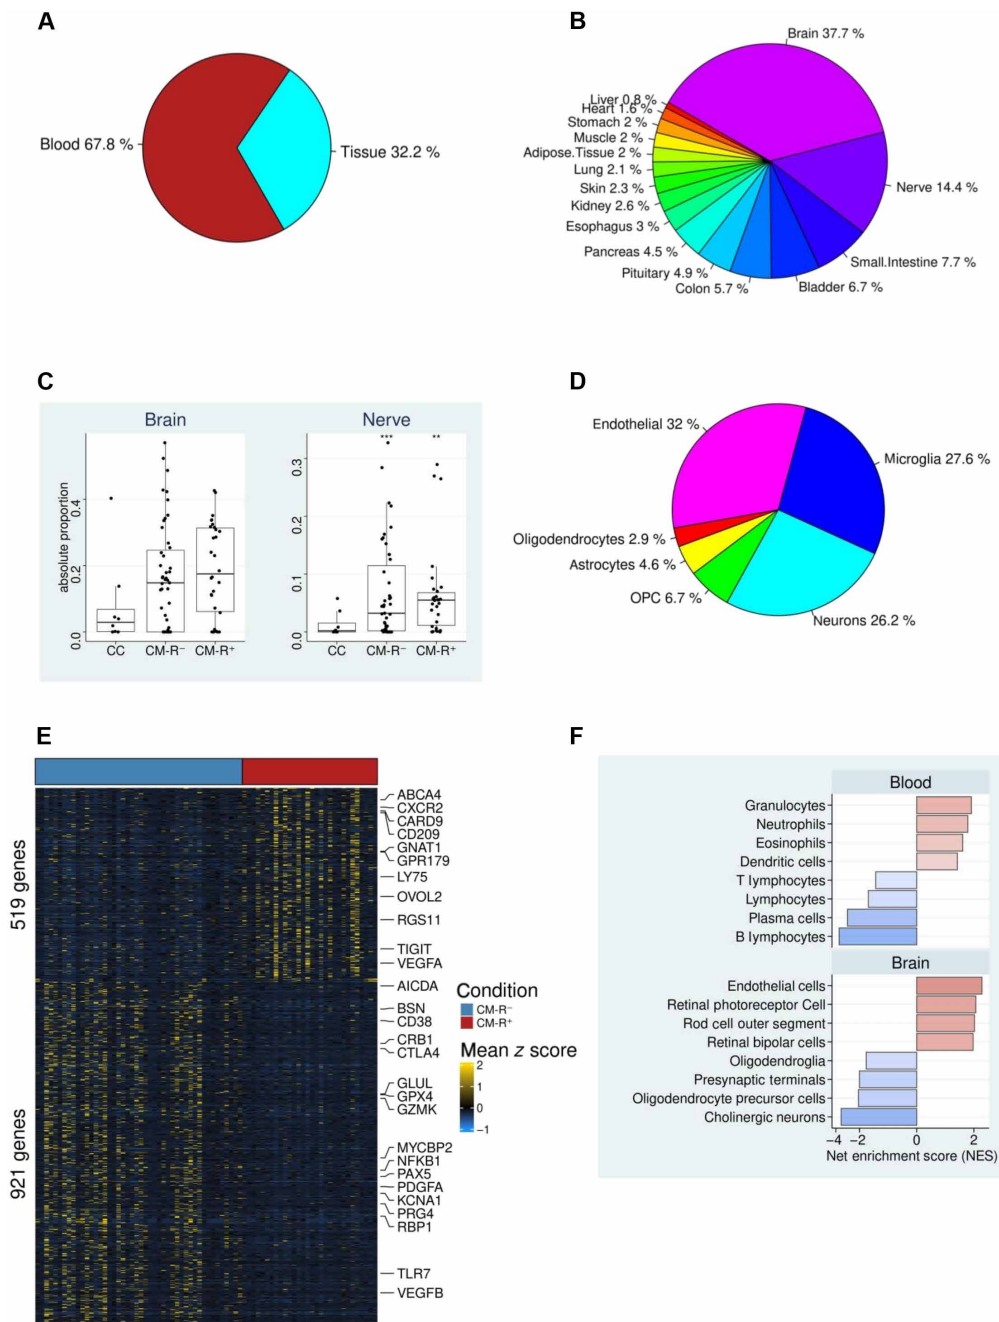 A
Blood 67.8 %
Tissue 32.2 %
B
Brain 37.7 %
Liver 0.8 %
Heart 1.6 %
Stomach 2 %
Muscle 2 %
Adipose.Tissue 2 %
Lung 2.1 %
Skin 2.3 %
Kidney 2.6 %
Esophagus 3 %
Pancreas 4.5 %
Pituitary 4.9 %
Colon 5.7 %
Bladder 6.7 %
Small.Intestine 7.7 %
Nerve 14.4 %
C
Brain
absolute proportion
0.4
0.2
0.0
CC CM-R⁻ CM-R⁺
Nerve
*** **
0.3
0.2
0.1
0.0
CC CM-R⁻ CM-R⁺
D
Endothelial 32 %
Microglia 27.6 %
Oligodendrocytes 2.9 %
Astrocytes 4.6 %
OPC 6.7 %
Neurons 26.2 %
E
519 genes
921 genes
ABCA4
CXCR2
CARD9
CD209
GNAT1
GPR179
LY75
OVOL2
RGS11
TIGIT
VEGFA
AICDA
BSN
CD38
CRB1
CTLA4
GLUL
GPX4
GZMK
MYCBP2
NFKB1
PAX5
PDGFA
KCNA1
PRG4
RBP1
TLR7
VEGFB
Condition
CM-R⁻
CM-R⁺
Mean z score
2
1
0
−1
F
Blood
Granulocytes
Neutrophils
Eosinophils
Dendritic cells
T lymphocytes
Lymphocytes
Plasma cells
B lymphocytes
Brain
Endothelial cells
Retinal photoreceptor Cell
Rod cell outer segment
Retinal bipolar cells
Oligodendroglia
Presynaptic terminals
Oligodendrocyte precursor cells
Cholinergic neurons
−4 −2 0 2
Net enrichment score (NES)